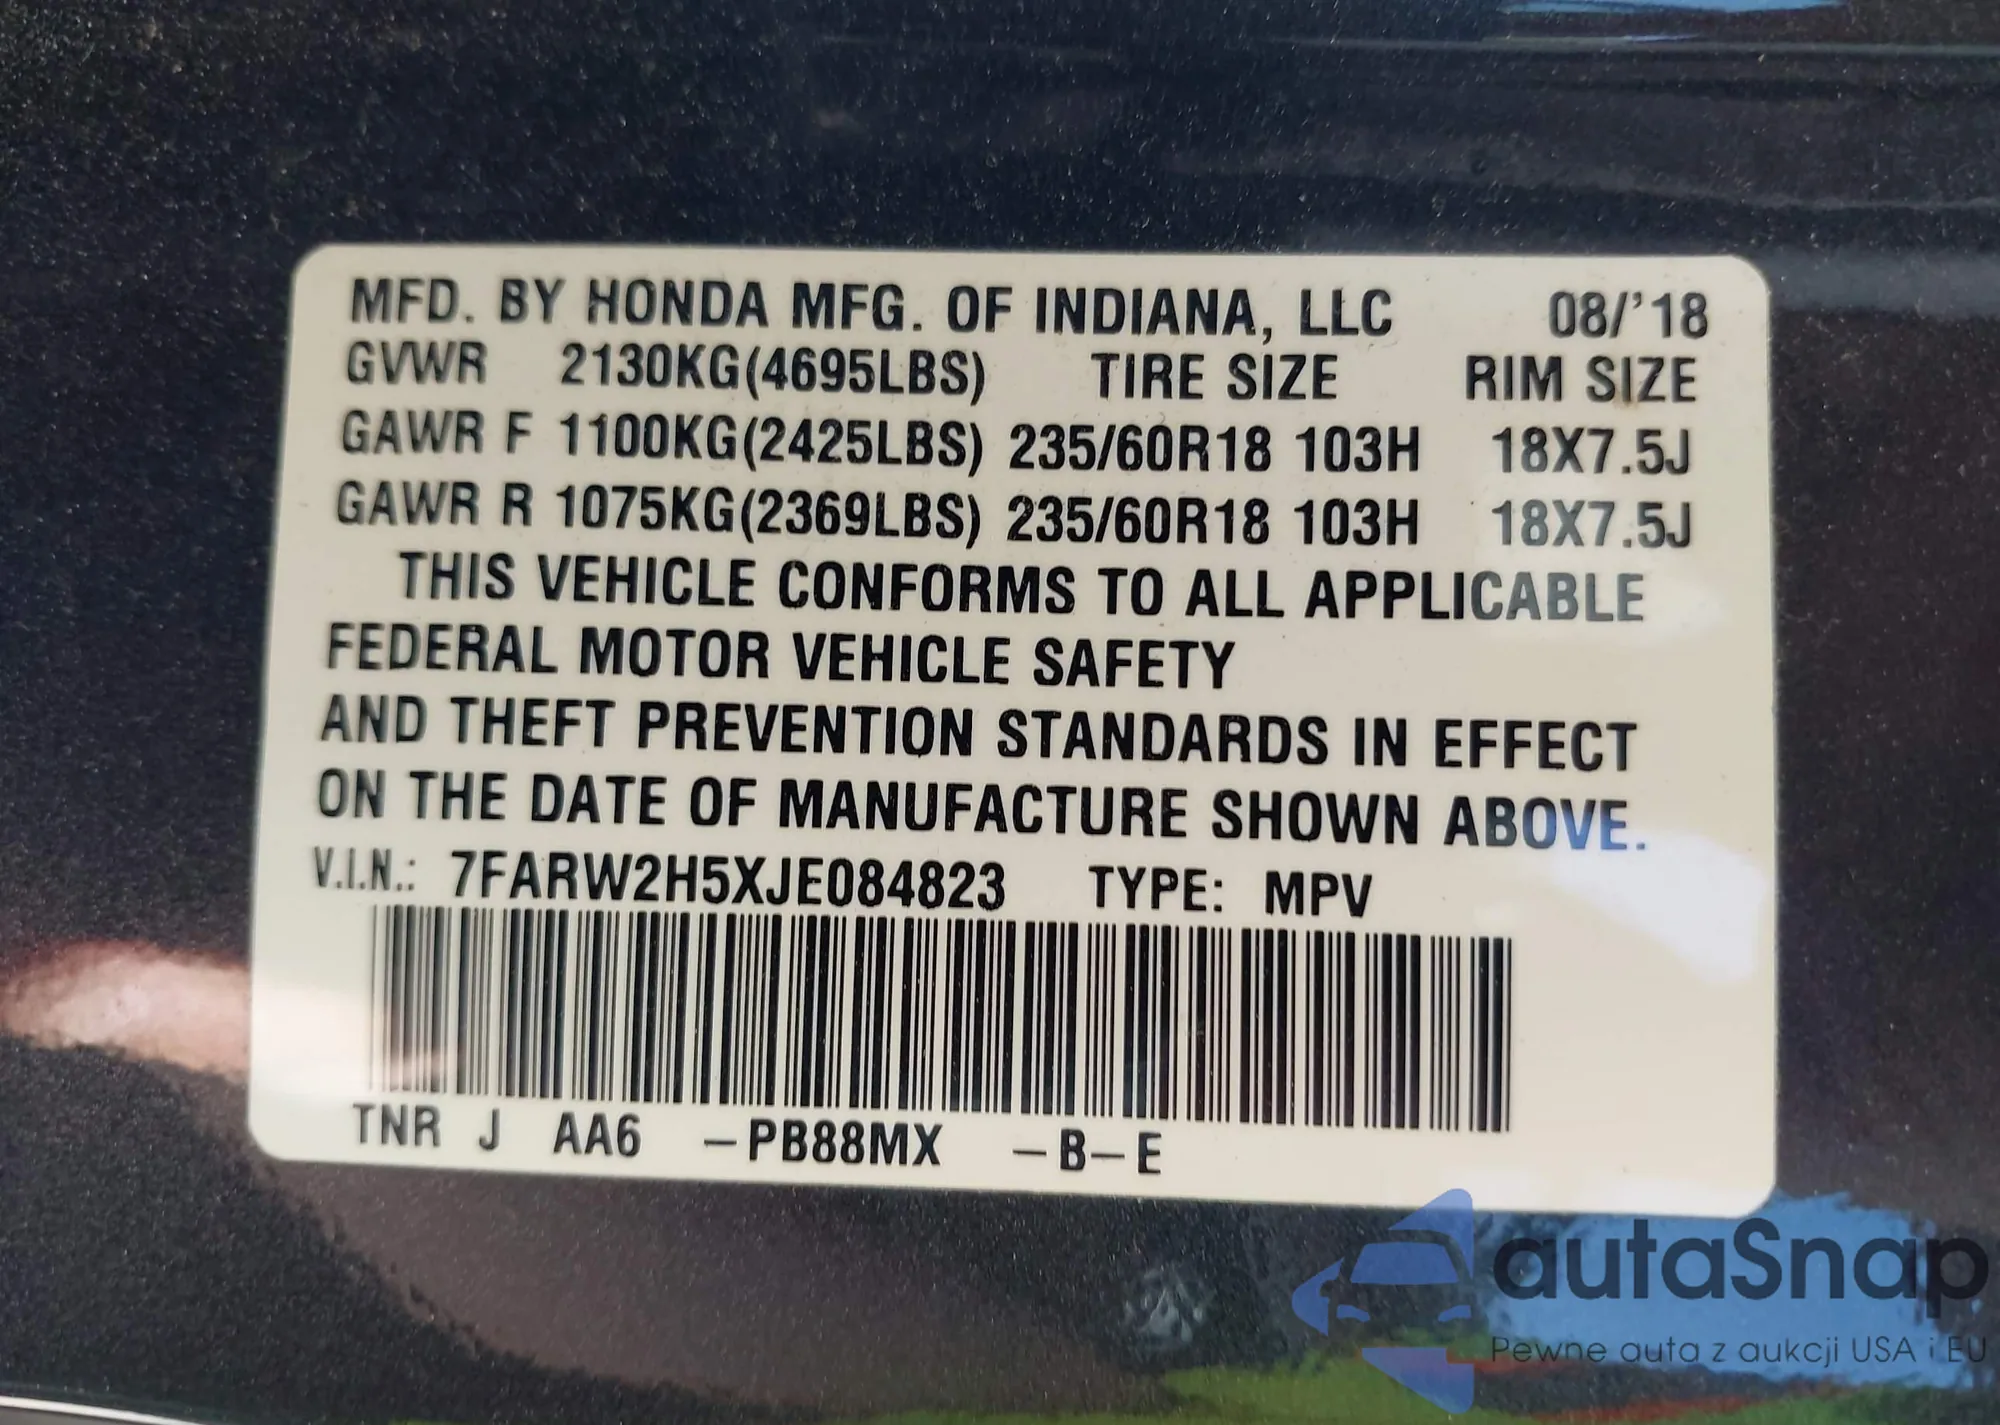 MFD. BY HONDA MFG. OF INDIANA, LLC 08/'18
GVWR 2130KG(4695LBS) TIRE SIZE RIM SIZE
GAWR F 1100KG(2425LBS) 235/60R18 103H 18X7.5J
GAWR R 1075KG(2369LBS) 235/60R18 103H 18X7.5J
THIS VEHICLE CONFORMS TO ALL APPLICABLE
FEDERAL MOTOR VEHICLE SAFETY
AND THEFT PREVENTION STANDARDS IN EFFECT
ON THE DATE OF MANUFACTURE SHOWN ABOVE.
V.I.N.: 7FARW2H5XJE084823 TYPE: MPV
TNR J AA6 –PB88MX –B–E
autaSnap
Pewne auta z aukcji USA i EU